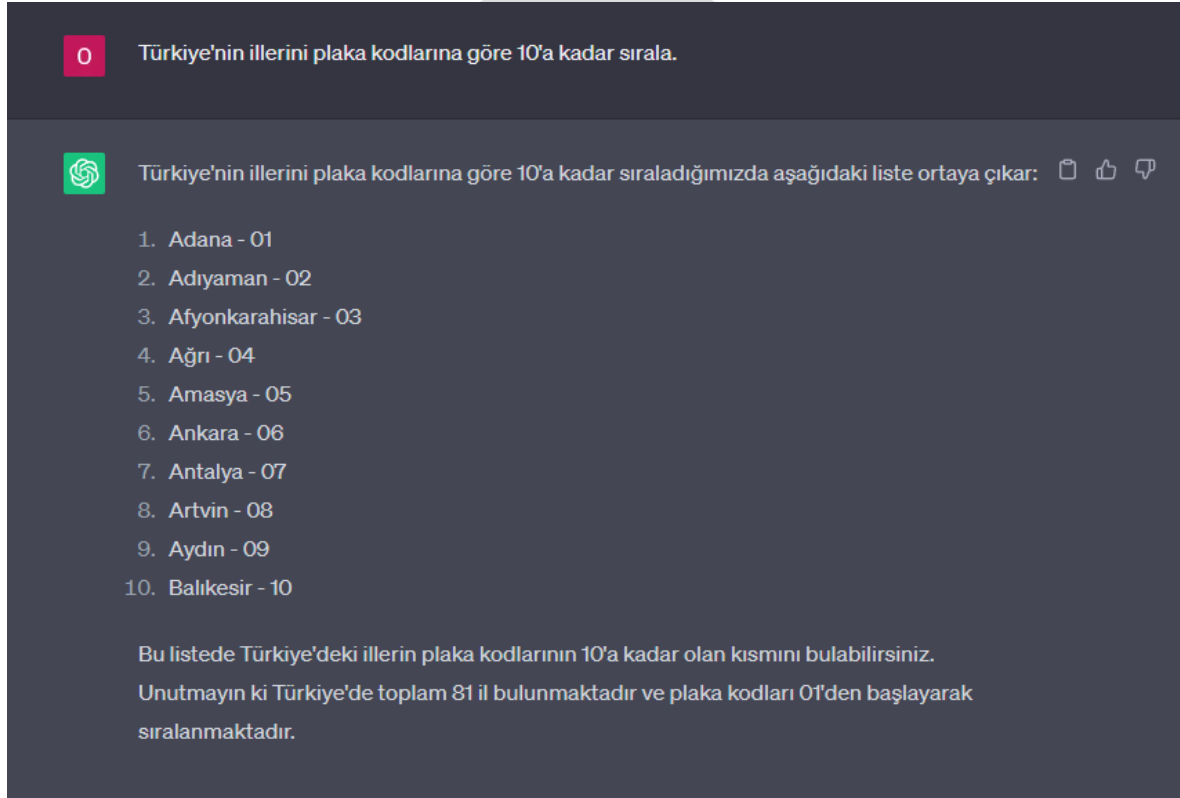 O
Türkiye'nin illerini plaka kodlarına göre 10'a kadar sırala.
Türkiye'nin illerini plaka kodlarına göre 10'a kadar sıraladığımızda aşağıdaki liste ortaya çıkar:
1. Adana - 01
2. Adıyaman - 02
3. Afyonkarahisar - 03
4. Ağrı - 04
5. Amasya - 05
6. Ankara - 06
7. Antalya - 07
8. Artvin - 08
9. Aydın - 09
10. Balıkesir - 10
Bu listede Türkiye'deki illerin plaka kodlarının 10'a kadar olan kısmını bulabilirsiniz.
Unutmayın ki Türkiye'de toplam 81 il bulunmaktadır ve plaka kodları 01'den başlayarak
sıralanmaktadır.